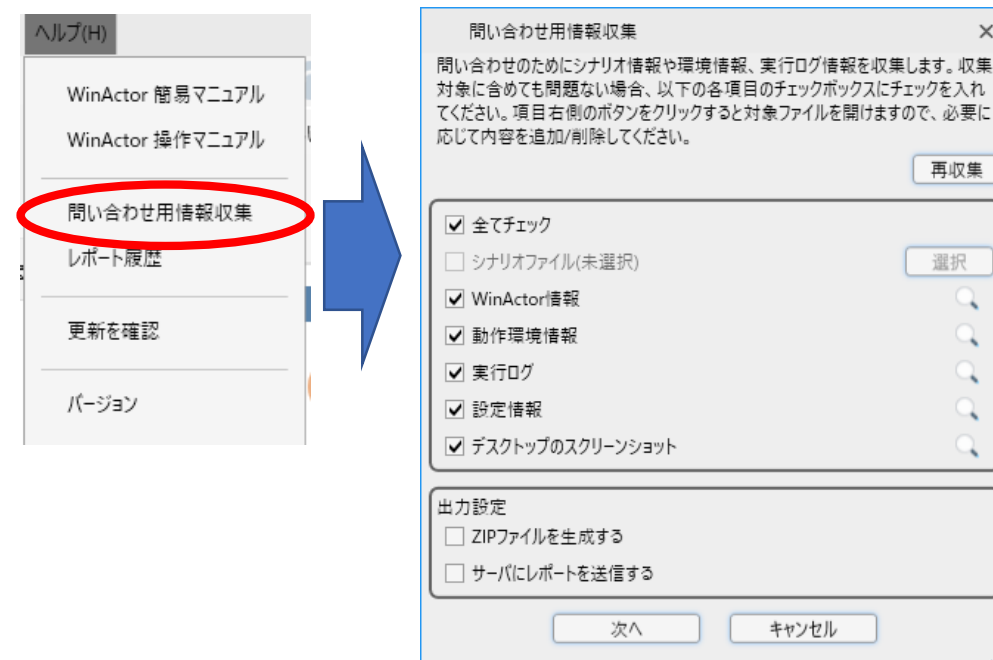 ヘルプ(H)
WinActor 簡易マニュアル
WinActor 操作マニュアル
問い合わせ用情報収集
レポート履歴
更新を確認
バージョン
問い合わせ用情報収集
問い合わせのためにシナリオ情報や環境情報、実行ログ情報を収集します。収集
対象に含めても問題ない場合、以下の各項目のチェックボックスにチェックを入れ
てください。項目右側のボタンをクリックすると対象ファイルを開けますので、必要に
応じて内容を追加/削除してください。
再収集
全てチェック
シナリオファイル(未選択)
選択
WinActor情報
動作環境情報
実行ログ
設定情報
デスクトップのスクリーンショット
出力設定
ZIPファイルを生成する
サーバにレポートを送信する
次へ
キャンセル